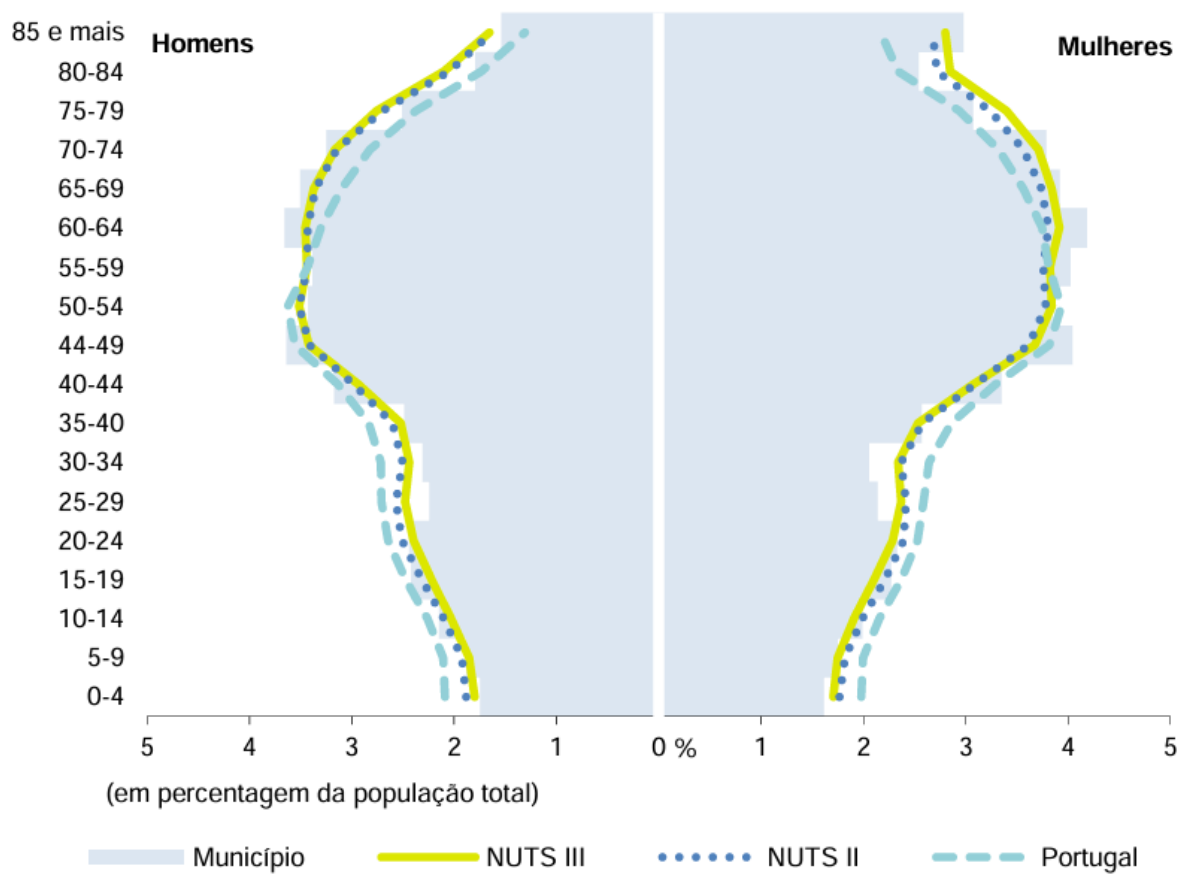 85 e mais
Homens
Mulheres
80-84
75-79
70-74
65-69
60-64
55-59
50-54
44-49
40-44
35-40
30-34
25-29
20-24
15-19
10-14
5-9
0-4
5 4 3 2 1 0 % 1 2 3 4 5
(em percentagem da população total)
Município NUTS III NUTS II Portugal